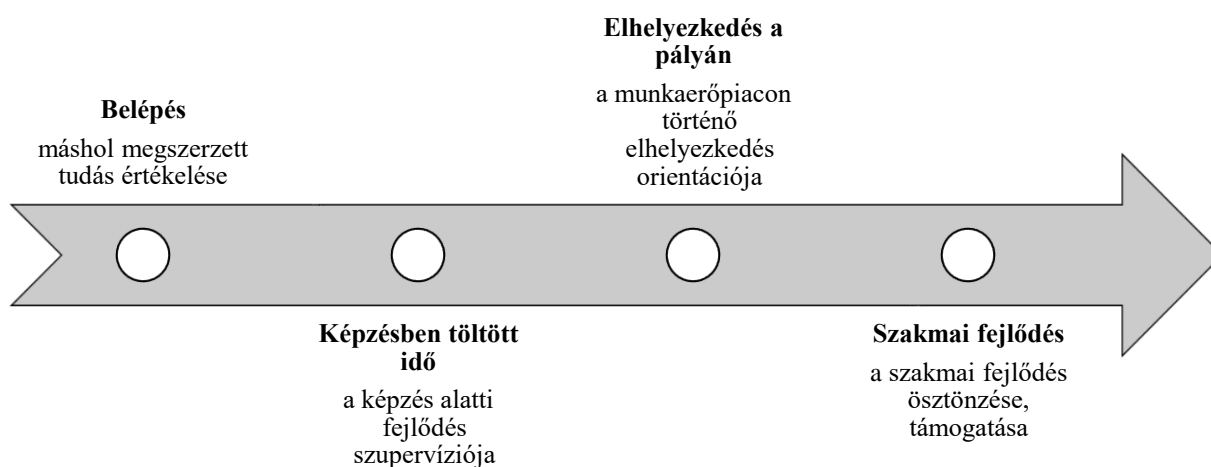 Belépés
máshol megszerzett
tudás értékelése
Képzésben töltött
idő
a képzés alatti
fejlődés
szupervíziója
Elhelyezkedés a
pályán
a munkaerőpiacon
történő
elhelyezkedés
orientációja
Szakmai fejlődés
a szakmai fejlődés
ösztönzése,
támogatása